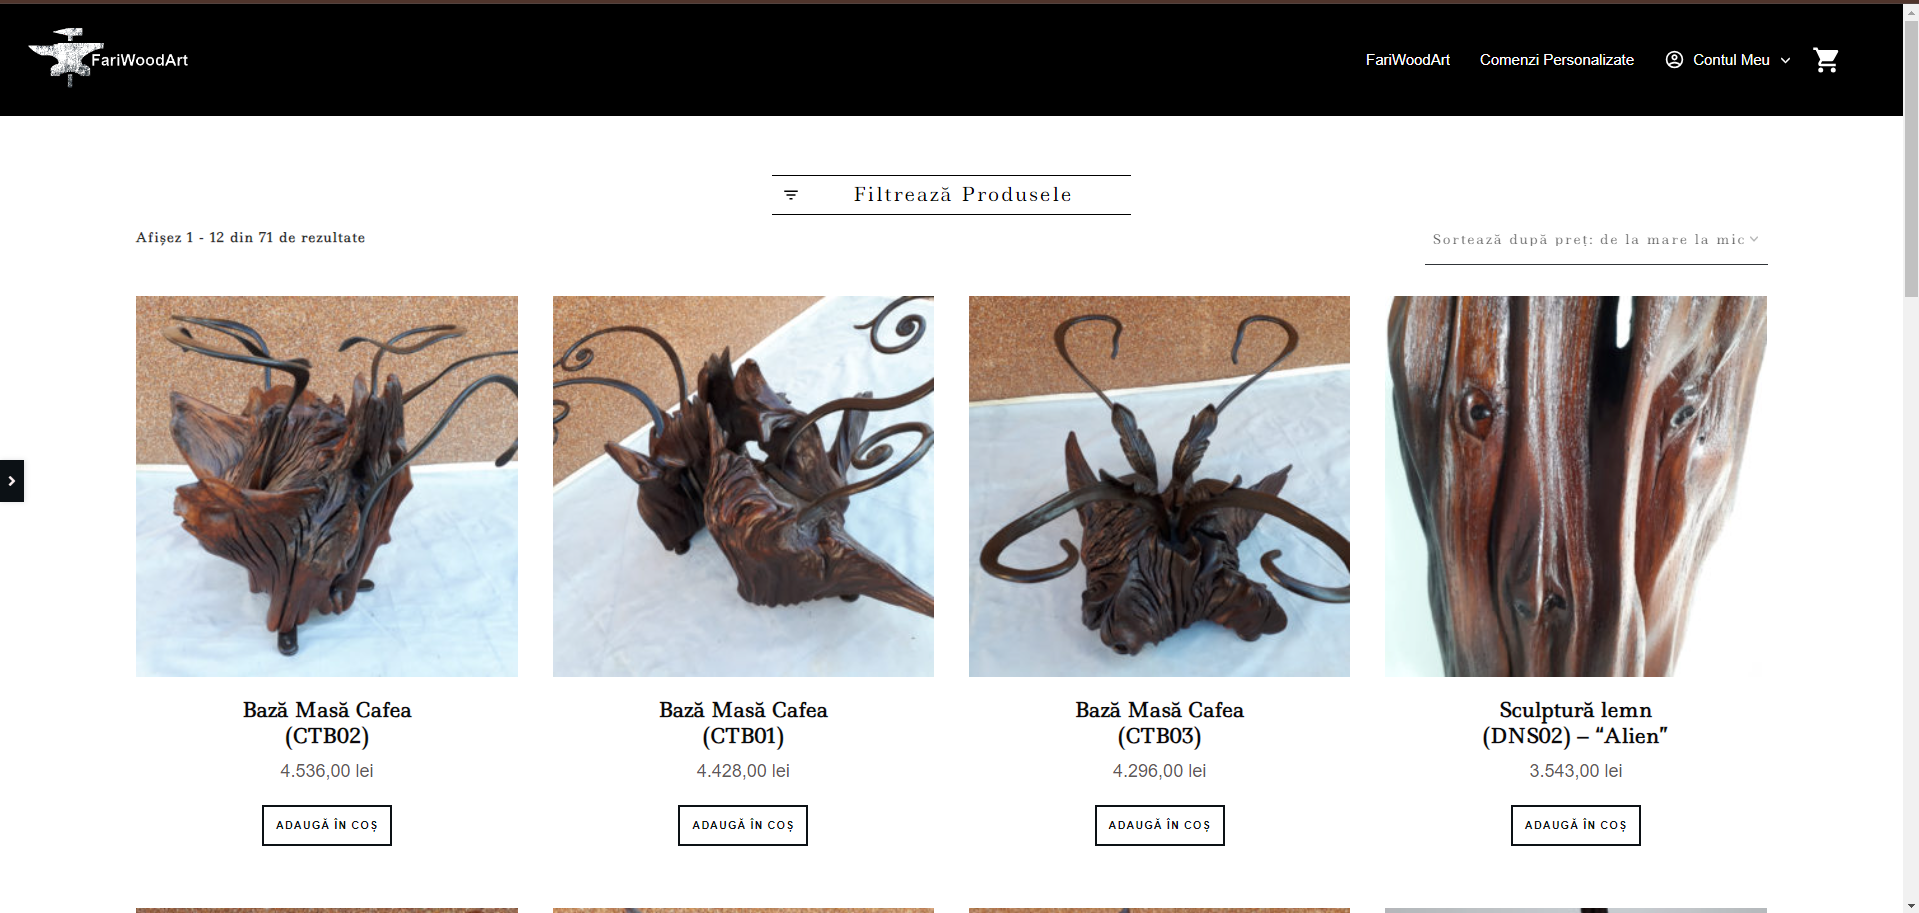 FariWoodArt
FariWoodArt
Comenzi Personalizate
Contul Meu
Filtrează Produsele
Afișez 1 - 12 din 71 de rezultate
Sortează după preț: de la mare la mic
Bază Masă Cafea
(CTB02)
4.536,00 lei
ADAUGĂ ÎN COȘ
Bază Masă Cafea
(CTB01)
4.428,00 lei
ADAUGĂ ÎN COȘ
Bază Masă Cafea
(CTB03)
4.296,00 lei
ADAUGĂ ÎN COȘ
Sculptură lemn
(DNS02) – “Alien”
3.543,00 lei
ADAUGĂ ÎN COȘ